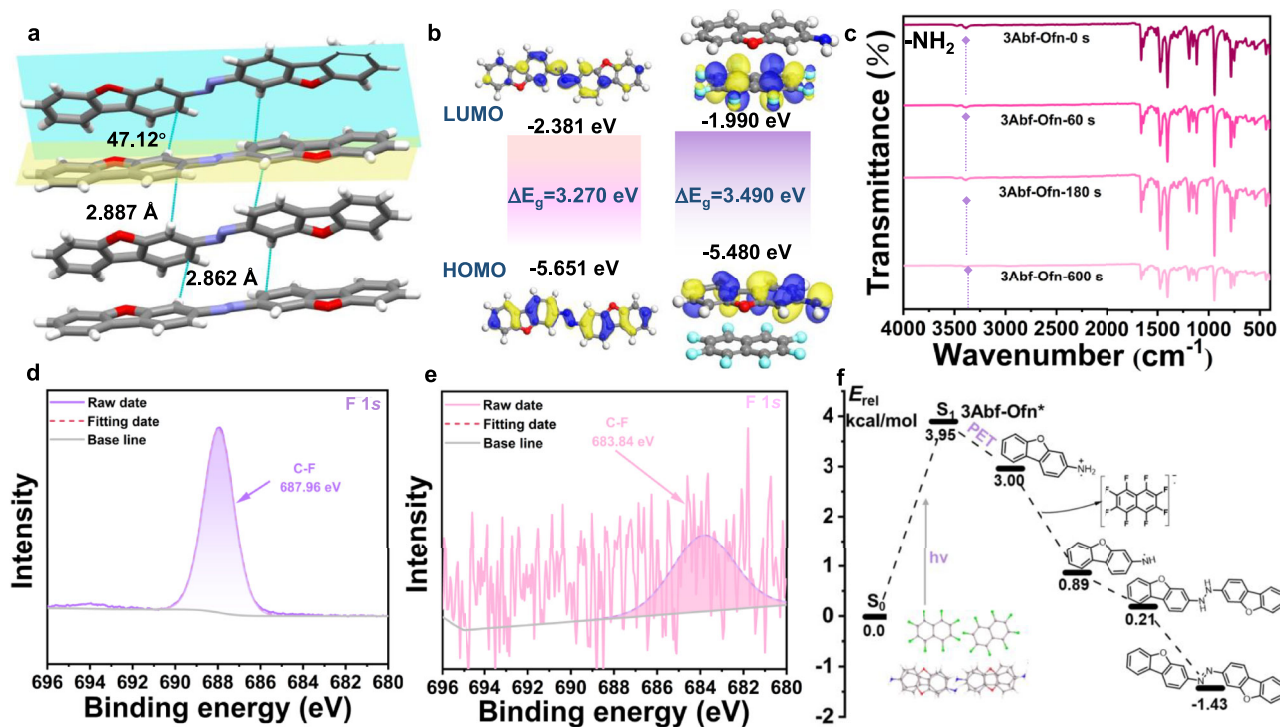 a
47.12°
2.887 Å
2.862 Å
b
LUMO
-2.381 eV
-1.990 eV
ΔEg=3.270 eV
ΔEg=3.490 eV
HOMO
-5.651 eV
-5.480 eV
c
Transmittance (%)
-NH2
3Abf-Ofn-0 s
3Abf-Ofn-60 s
3Abf-Ofn-180 s
3Abf-Ofn-600 s
4000 3500 3000 2500 2000 1500 1000 500
Wavenumber (cm-1)
d
Intensity
Raw date
Fitting date
Base line
F 1s
C-F
687.96 eV
696 694 692 690 688 686 684 682 680
Binding energy (eV)
e
Intensity
Raw date
Fitting date
Base line
F 1s
C-F
683.84 eV
696 694 692 690 688 686 684 682 680
Binding energy (eV)
f
Erel
kcal/mol
4
3
2
1
0
-1
-2
S1 3Abf-Ofn*
3.95
PET
O
+
NH2
3.00
F F F F
F F F F
-
hv
O
NH
0.89
S0
0.0
O
H
N
N
H
O
0.21
O
N
N
O
-1.43